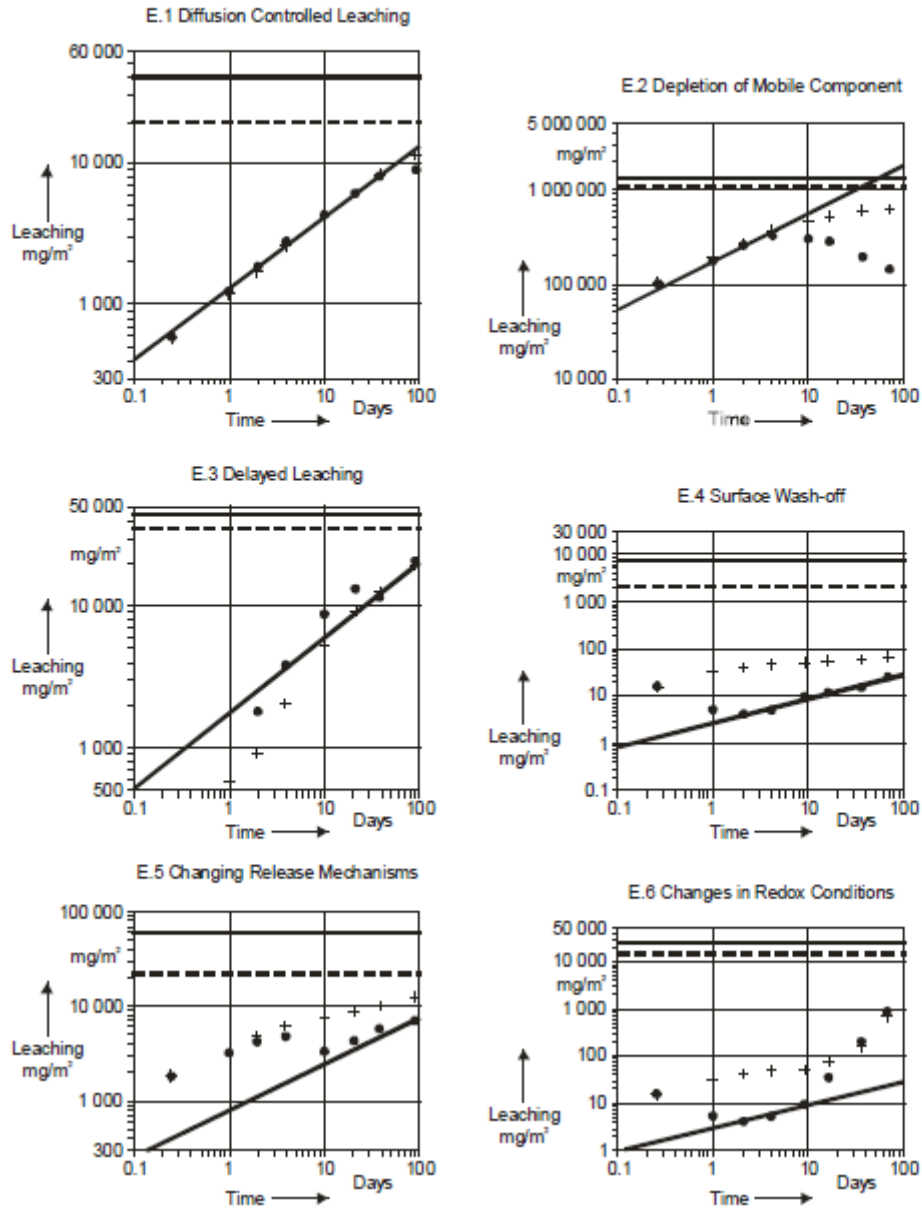 E.1 Diffusion Controlled Leaching
60 000
10 000
Leaching
mg/m²
1 000
300
0.1 1 10 100
Time Days
E.2 Depletion of Mobile Component
5 000 000
mg/m²
1 000 000
100 000
Leaching
mg/m²
10 000
0.1 1 10 100
Time Days
E.3 Delayed Leaching
50 000
mg/m²
10 000
Leaching
mg/m²
1 000
500
0.1 1 10 100
Time Days
E.4 Surface Wash-off
30 000
10 000
mg/m²
1 000
100
Leaching
mg/m²
10
1
0.1
0.1 1 10 100
Time Days
E.5 Changing Release Mechanisms
100 000
mg/m²
10 000
Leaching
mg/m²
1 000
300
0.1 1 10 100
Time Days
E.6 Changes in Redox Conditions
50 000
10 000
mg/m²
1 000
100
Leaching
mg/m²
10
1
0.1 1 10 100
Time Days